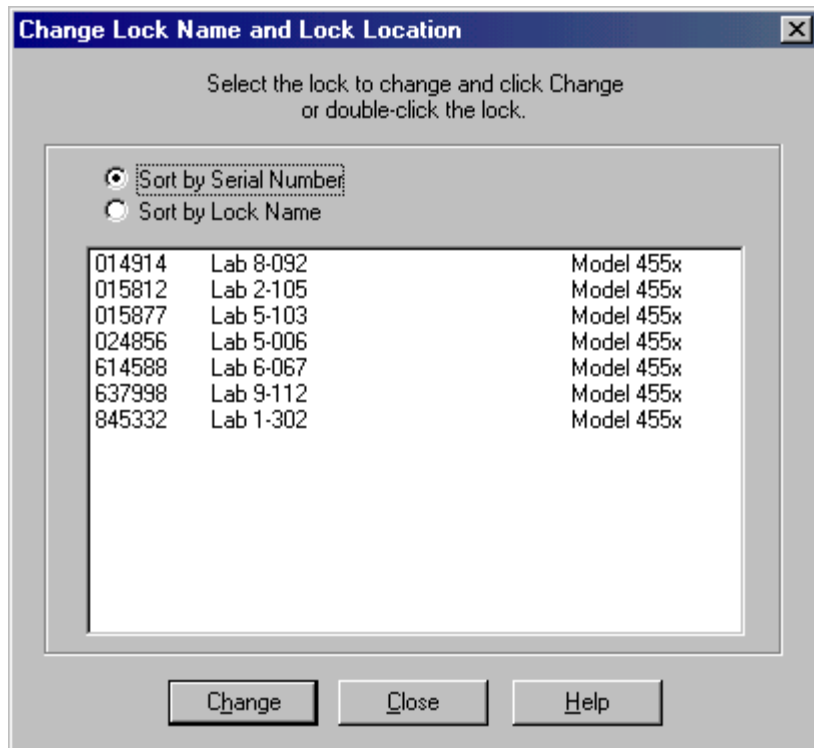 Change Lock Name and Lock Location
Select the lock to change and click Change
or double-click the lock.
Sort by Serial Number
Sort by Lock Name
014914 Lab 8-092 Model 455x
015812 Lab 2-105 Model 455x
015877 Lab 5-103 Model 455x
024856 Lab 5-006 Model 455x
614588 Lab 6-067 Model 455x
637998 Lab 9-112 Model 455x
845332 Lab 1-302 Model 455x
Change Close Help